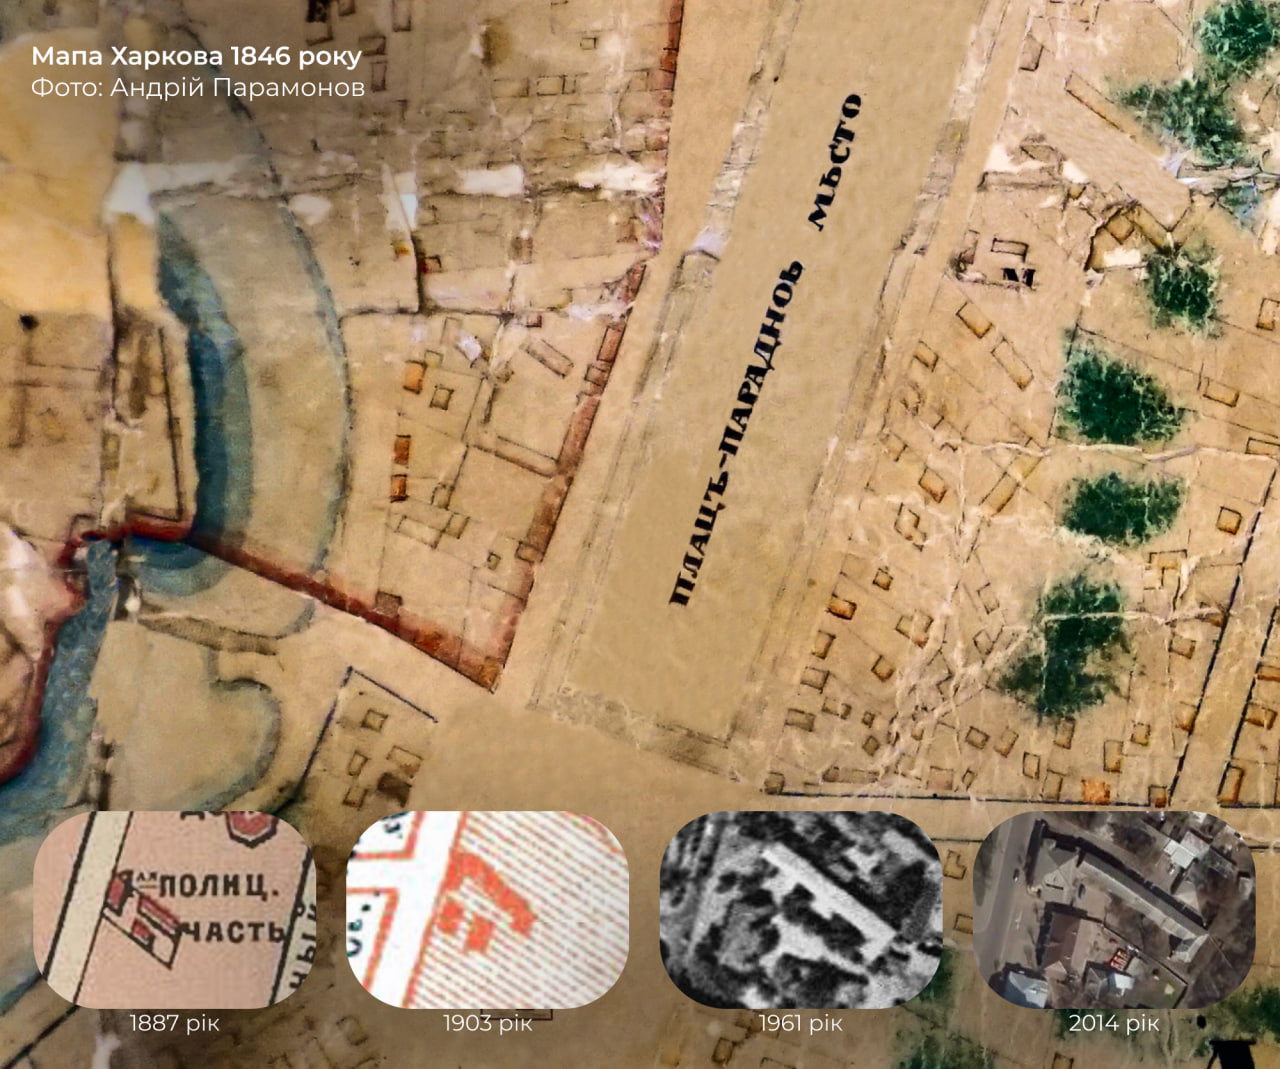 Мапа Харкова 1846 року
Фото: Андрій Парамонов
ПЛАЦЪ-ПАРАДНОЬ МѢСТО
м
ПОЛИЦ.
ЧАСТЬ
1887 рік
1903 рік
1961 рік
2014 рік